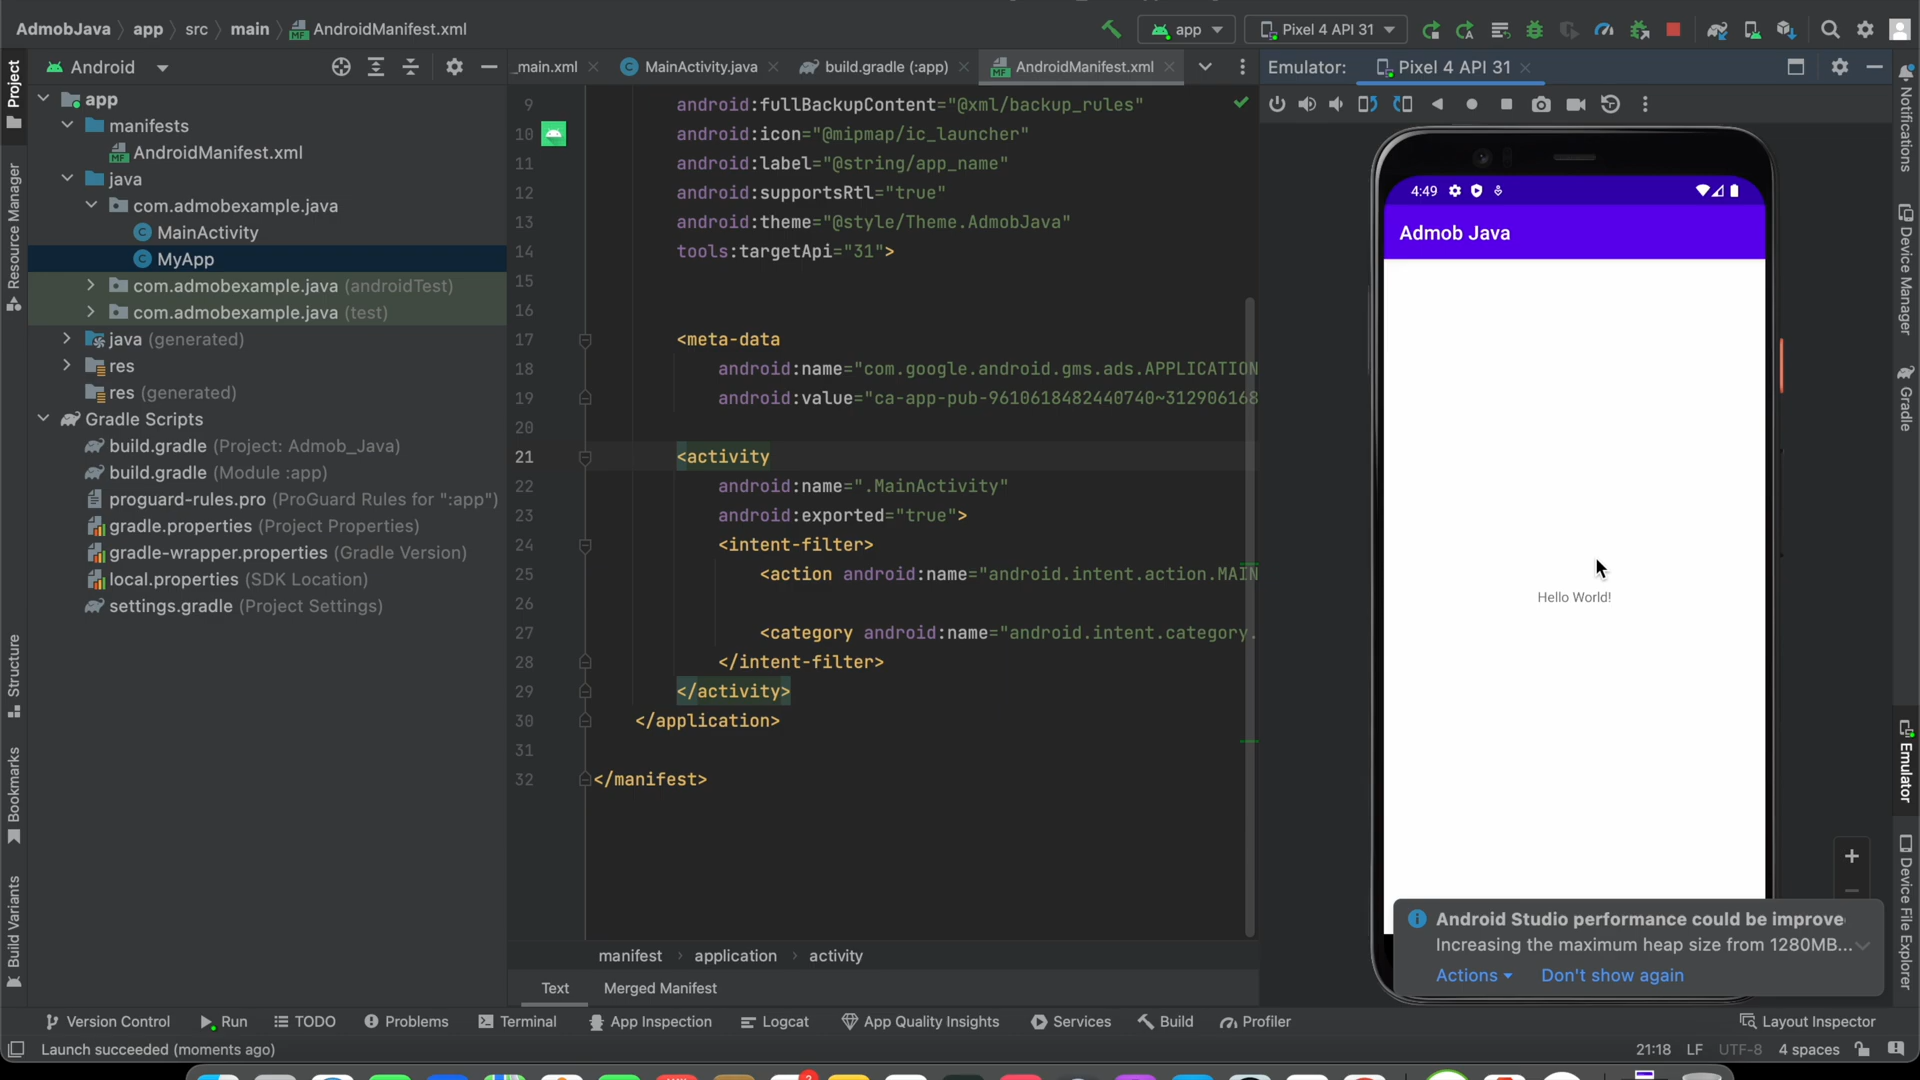 AdmobJava app src main AndroidManifest.xml
app
Pixel 4 API 31
Android
_main.xml
MainActivity.java
build.gradle (:app)
AndroidManifest.xml
Emulator: Pixel 4 API 31
Project
Resource Manager
Structure
Bookmarks
Build Variants
app
manifests
AndroidManifest.xml
java
com.admobexample.java
MainActivity
MyApp
com.admobexample.java (androidTest)
com.admobexample.java (test)
java (generated)
res
res (generated)
Gradle Scripts
build.gradle (Project: Admob_Java)
build.gradle (Module :app)
proguard-rules.pro (ProGuard Rules for ":app")
gradle.properties (Project Properties)
gradle-wrapper.properties (Gradle Version)
local.properties (SDK Location)
settings.gradle (Project Settings)
9 android:fullBackupContent="@xml/backup_rules"
10 android:icon="@mipmap/ic_launcher"
11 android:label="@string/app_name"
12 android:supportsRtl="true"
13 android:theme="@style/Theme.AdmobJava"
14 tools:targetApi="31">
15
16
17 <meta-data
18 android:name="com.google.android.gms.ads.APPLICATION
19 android:value="ca-app-pub-9610618482440740~312906168
20
21 <activity
22 android:name=".MainActivity"
23 android:exported="true">
24 <intent-filter>
25 <action android:name="android.intent.action.MAIN
26
27 <category android:name="android.intent.category.
28 </intent-filter>
29 </activity>
30 </application>
31
32 </manifest>
manifest application activity
Text Merged Manifest
4:49
Admob Java
Hello World!
Android Studio performance could be improve
Increasing the maximum heap size from 1280MB...
Actions Don't show again
Notifications
Device Manager
Gradle
Emulator
Device File Explorer
Version Control Run TODO Problems Terminal App Inspection Logcat App Quality Insights Services Build Profiler Layout Inspector
Launch succeeded (moments ago)
21:18 LF UTF-8 4 spaces